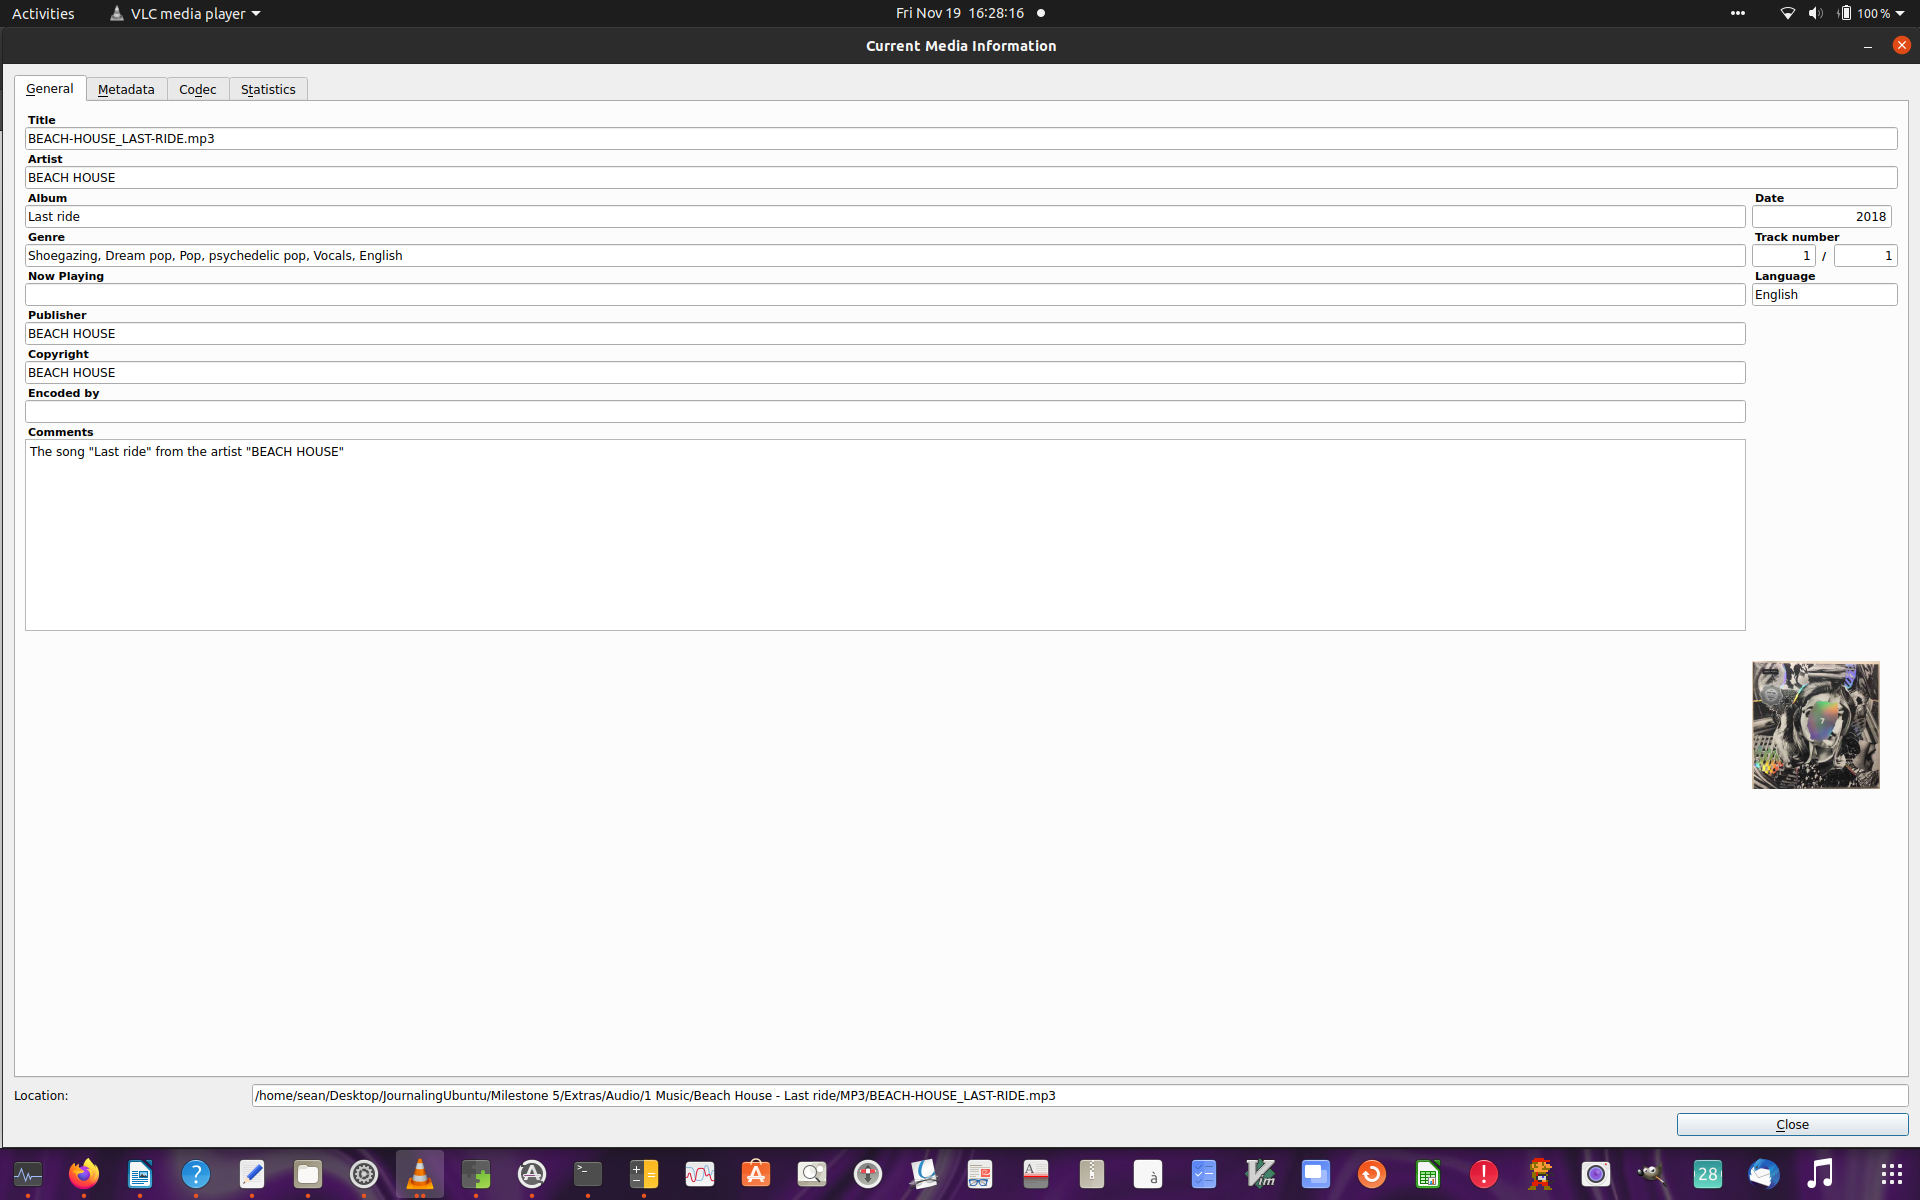 Activities VLC media player Fri Nov 19 16:28:16 100 %
Current Media Information
General Metadata Codec Statistics
Title
BEACH-HOUSE_LAST-RIDE.mp3
Artist
BEACH HOUSE
Album Date
Last ride 2018
Genre Track number
Shoegazing, Dream pop, Pop, psychedelic pop, Vocals, English 1 / 1
Now Playing Language
English
Publisher
BEACH HOUSE
Copyright
BEACH HOUSE
Encoded by
Comments
The song "Last ride" from the artist "BEACH HOUSE"
7
Location: /home/sean/Desktop/JournalingUbuntu/Milestone 5/Extras/Audio/1 Music/Beach House - Last ride/MP3/BEACH-HOUSE_LAST-RIDE.mp3
Close
28